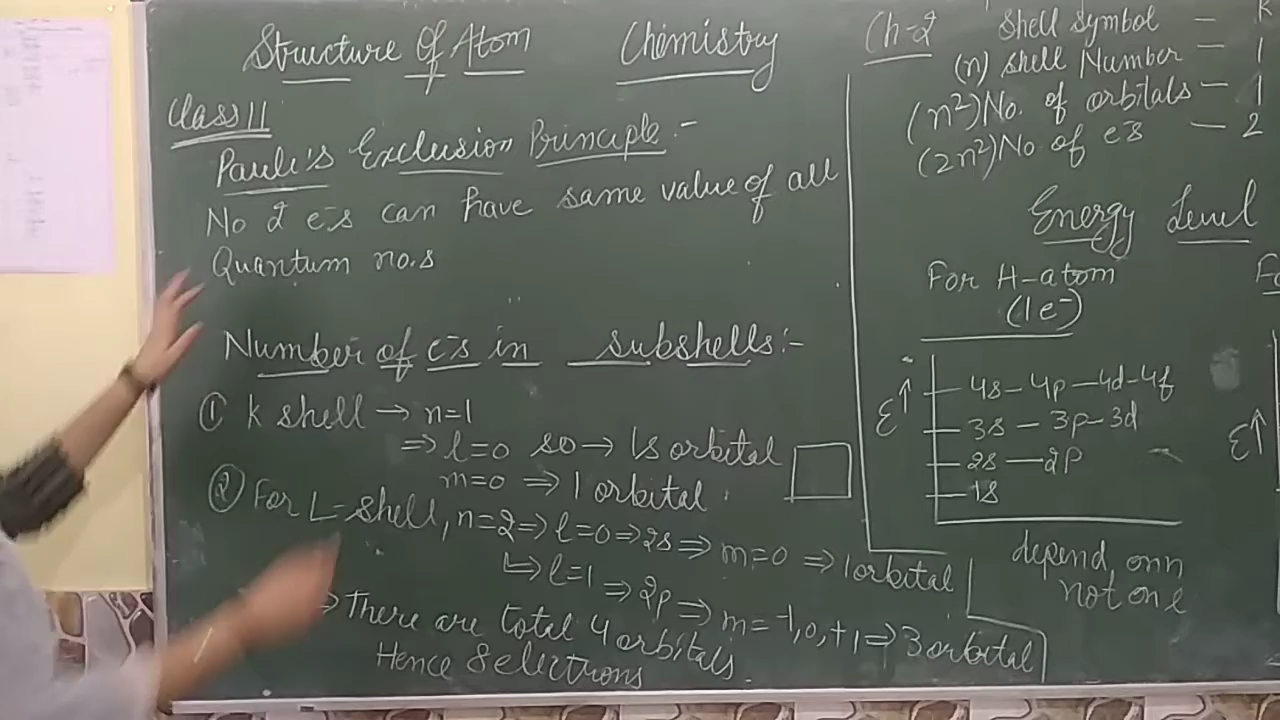 Structure Of Atom Chemistry Ch-2
Class 11
Pauli's Exclusion Principle :-
No 2 e-s can have same value of all
Quantum no.s
Number of e-s in subshells :-
① K shell → n=1
⇒ l=0 so → 1s orbital
m=0 ⇒ 1 orbital
② For L-shell, n=2 ⇒ l=0 ⇒ 2s ⇒ m=0 ⇒ 1 orbital
↳ l=1 ⇒ 2p ⇒ m=-1,0,+1 ⇒ 3 orbital
⇒ There are total 4 orbitals.
Hence 8 electrons
Shell Symbol - K
(n) Shell Number - 1
(n²) No. of orbitals - 1
(2n²) No of e-s - 2
Energy Level
For H-atom
(1e-)
ε ↑
4s-4p-4d-4f
3s-3p-3d
2s-2p
1s
depend on n
not on l
ε ↑